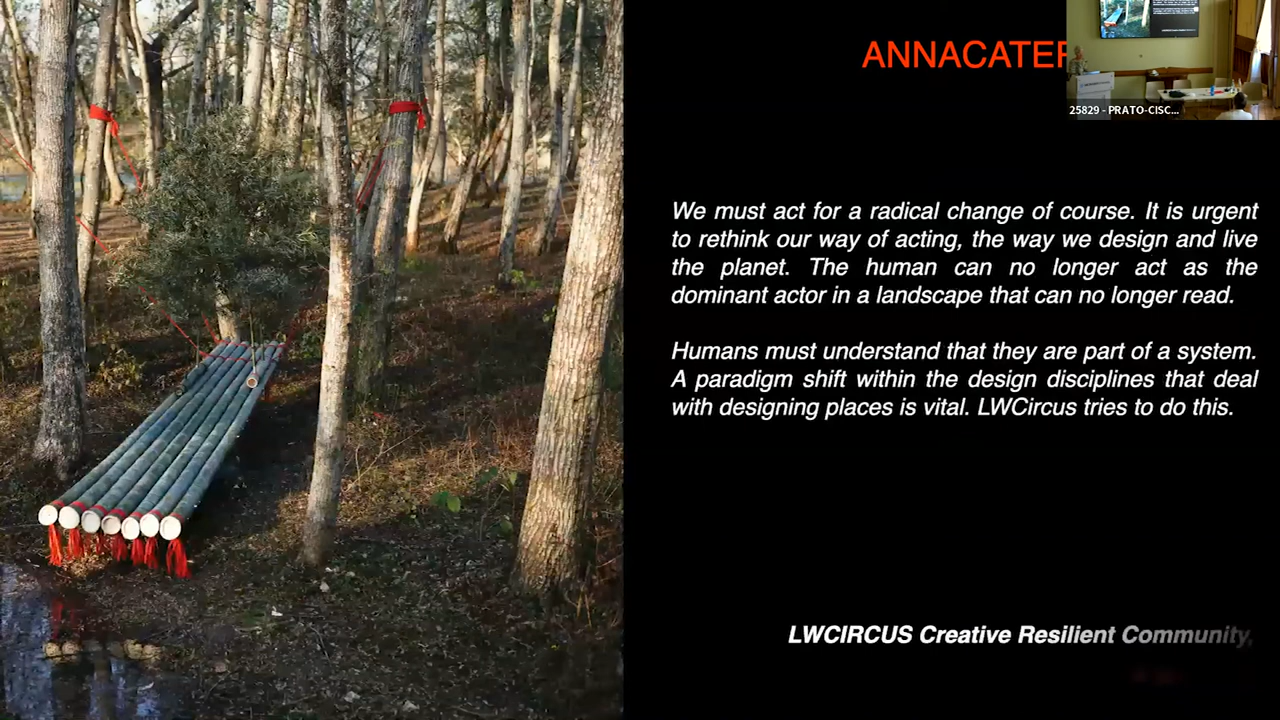 ANNACATER
25829 - PRATO-CISC...
We must act for a radical change of course. It is urgent
to rethink our way of acting, the way we design and live
the planet. The human can no longer act as the
dominant actor in a landscape that can no longer read.
Humans must understand that they are part of a system.
A paradigm shift within the design disciplines that deal
with designing places is vital. LWCircus tries to do this.
LWCIRCUS Creative Resilient Community,